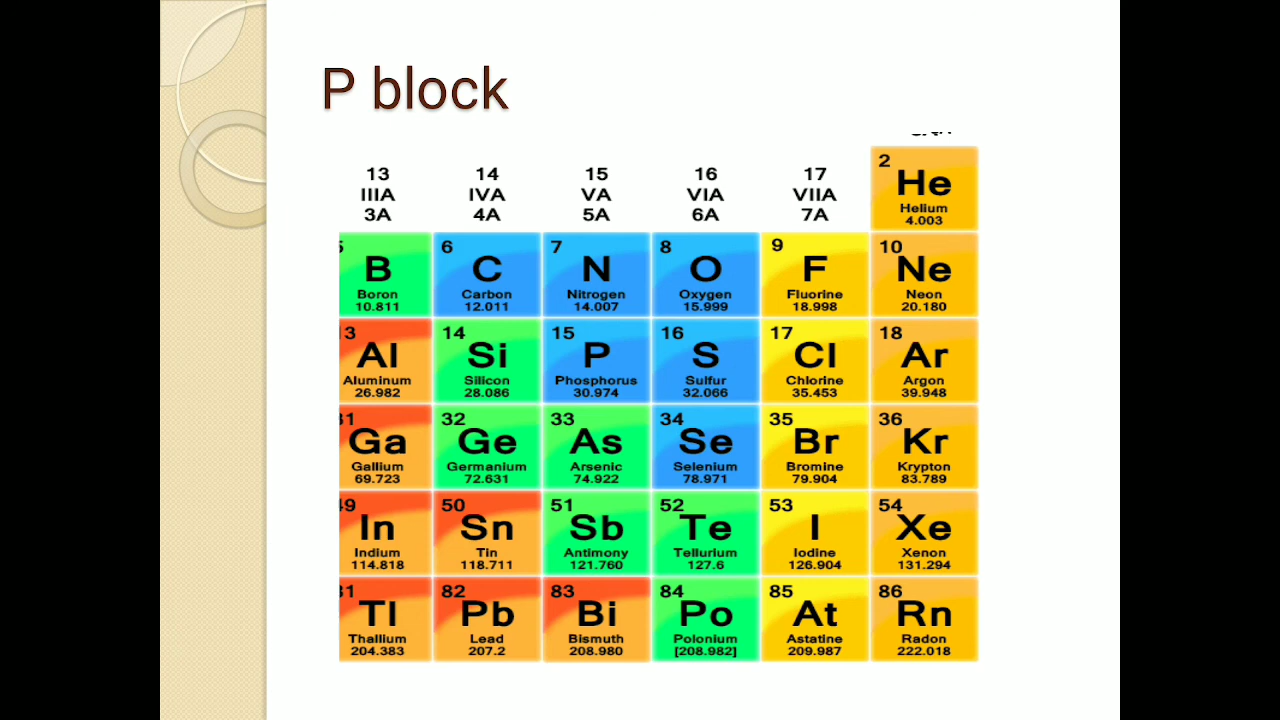 P block
13 14 15 16 17
IIIA IVA VA VIA VIIA
3A 4A 5A 6A 7A
2
He
Helium
4.003
5 6 7 8 9 10
B C N O F Ne
Boron Carbon Nitrogen Oxygen Fluorine Neon
10.811 12.011 14.007 15.999 18.998 20.180
13 14 15 16 17 18
Al Si P S Cl Ar
Aluminum Silicon Phosphorus Sulfur Chlorine Argon
26.982 28.086 30.974 32.066 35.453 39.948
31 32 33 34 35 36
Ga Ge As Se Br Kr
Gallium Germanium Arsenic Selenium Bromine Krypton
69.723 72.631 74.922 78.971 79.904 83.789
49 50 51 52 53 54
In Sn Sb Te I Xe
Indium Tin Antimony Tellurium Iodine Xenon
114.818 118.711 121.760 127.6 126.904 131.294
81 82 83 84 85 86
Tl Pb Bi Po At Rn
Thallium Lead Bismuth Polonium Astatine Radon
204.383 207.2 208.980 [208.982] 209.987 222.018